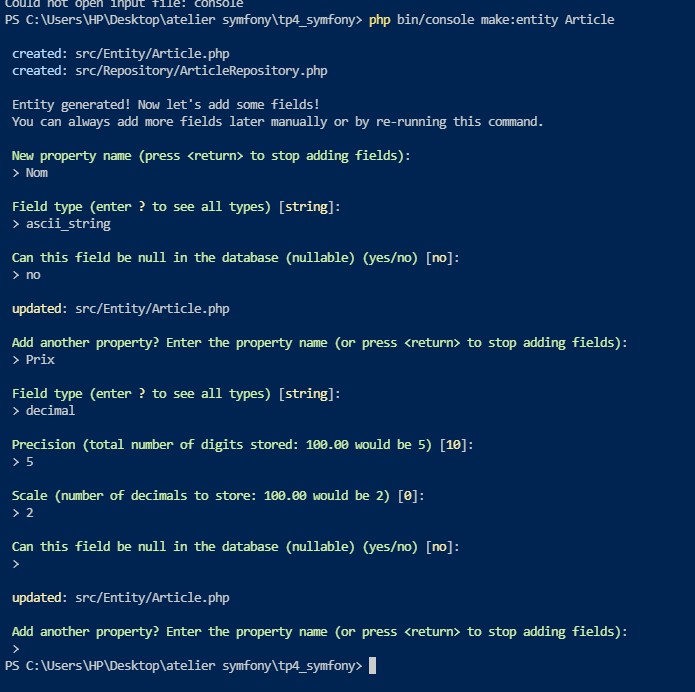 Could not open input file: console
PS C:\Users\HP\Desktop\atelier symfony\tp4_symfony> php bin/console make:entity Article
created: src/Entity/Article.php
created: src/Repository/ArticleRepository.php
Entity generated! Now let's add some fields!
You can always add more fields later manually or by re-running this command.
New property name (press <return> to stop adding fields):
> Nom
Field type (enter ? to see all types) [string]:
> ascii_string
Can this field be null in the database (nullable) (yes/no) [no]:
> no
updated: src/Entity/Article.php
Add another property? Enter the property name (or press <return> to stop adding fields):
> Prix
Field type (enter ? to see all types) [string]:
> decimal
Precision (total number of digits stored: 100.00 would be 5) [10]:
> 5
Scale (number of decimals to store: 100.00 would be 2) [0]:
> 2
Can this field be null in the database (nullable) (yes/no) [no]:
>
updated: src/Entity/Article.php
Add another property? Enter the property name (or press <return> to stop adding fields):
>
PS C:\Users\HP\Desktop\atelier symfony\tp4_symfony>